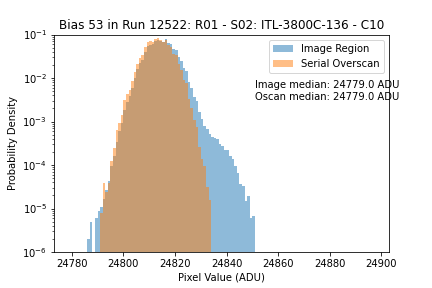 Bias 53 in Run 12522: R01 - S02: ITL-3800C-136 - C10
Image Region
Serial Overscan
Image median: 24779.0 ADU
Oscan median: 24779.0 ADU
Probability Density
10⁻¹
10⁻²
10⁻³
10⁻⁴
10⁻⁵
10⁻⁶
24780 24800 24820 24840 24860 24880 24900
Pixel Value (ADU)